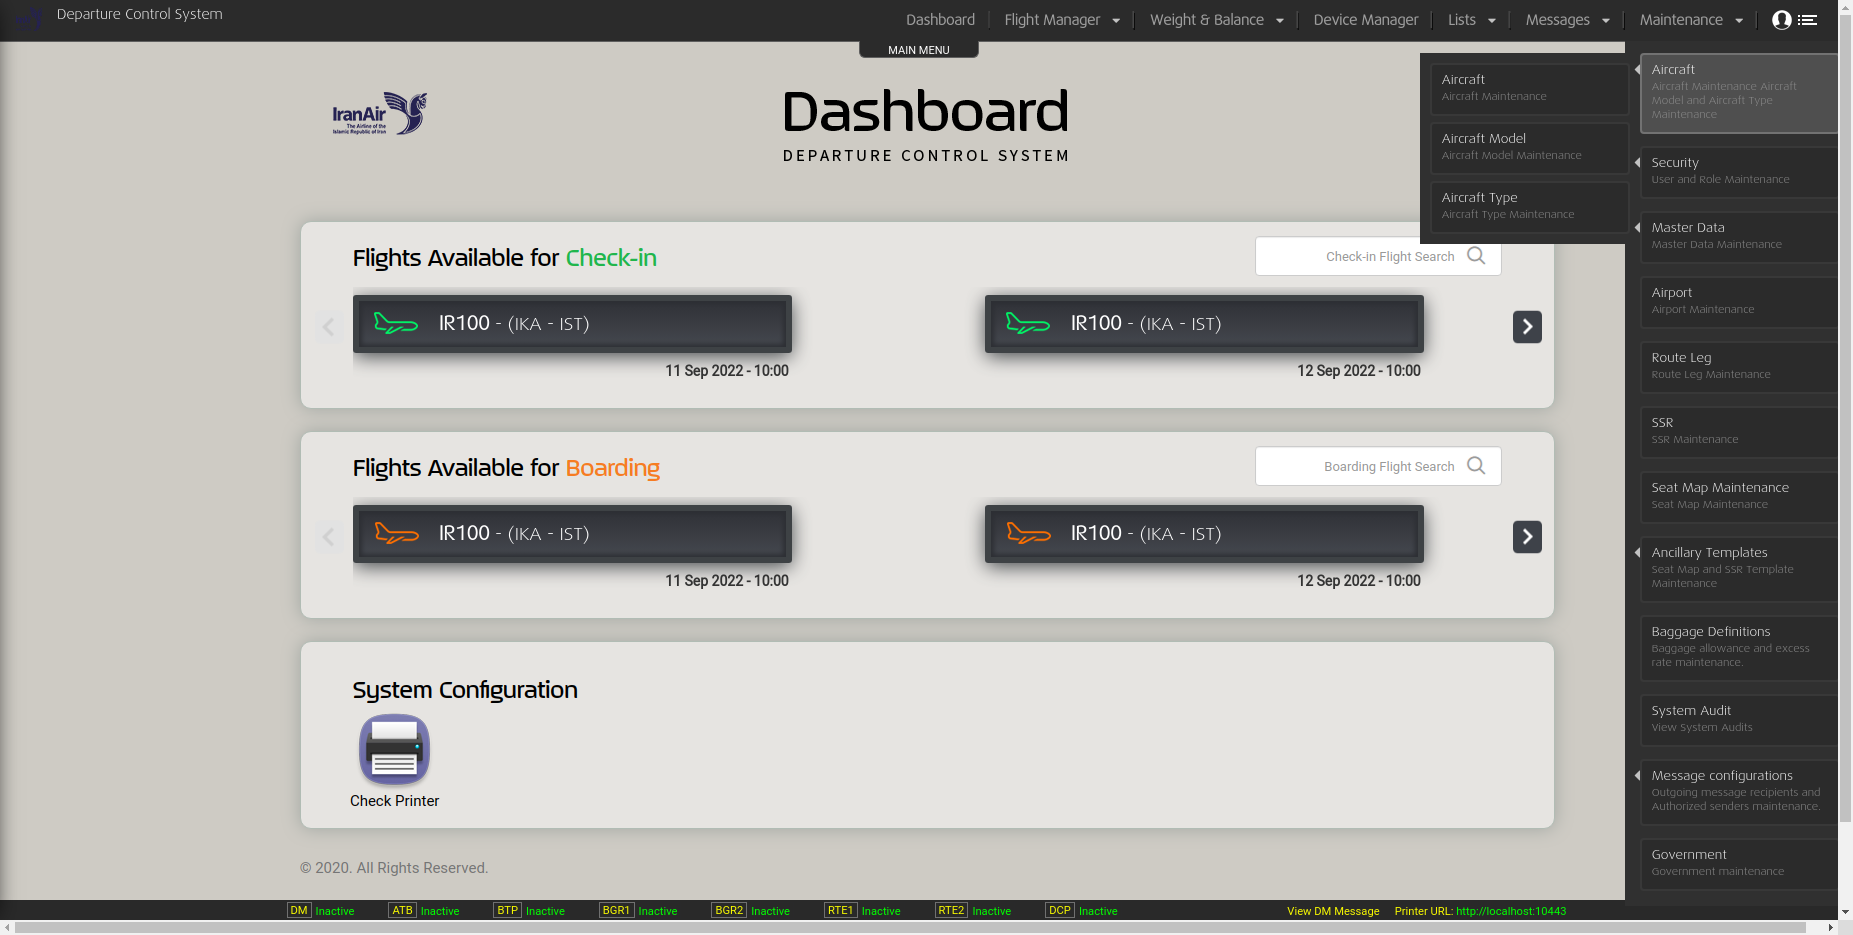 Departure Control System
Dashboard
Flight Manager
Weight & Balance
Device Manager
Lists
Messages
Maintenance
MAIN MENU
IranAir
The Airline of the
Islamic Republic of Iran
Dashboard
DEPARTURE CONTROL SYSTEM
Aircraft
Aircraft Maintenance
Aircraft Model
Aircraft Model Maintenance
Aircraft Type
Aircraft Type Maintenance
Aircraft
Aircraft Maintenance Aircraft
Model and Aircraft Type
Maintenance
Security
User and Role Maintenance
Master Data
Master Data Maintenance
Airport
Airport Maintenance
Route Leg
Route Leg Maintenance
SSR
SSR Maintenance
Seat Map Maintenance
Seat Map Maintenance
Ancillary Templates
Seat Map and SSR Template
Maintenance
Baggage Definitions
Baggage allowance and excess
rate maintenance.
System Audit
View System Audits
Message configurations
Outgoing message recipients and
Authorized senders maintenance.
Government
Government maintenance
Flights Available for Check-in
Check-in Flight Search
IR100 - (IKA - IST)
11 Sep 2022 - 10:00
IR100 - (IKA - IST)
12 Sep 2022 - 10:00
Flights Available for Boarding
Boarding Flight Search
IR100 - (IKA - IST)
11 Sep 2022 - 10:00
IR100 - (IKA - IST)
12 Sep 2022 - 10:00
System Configuration
Check Printer
© 2020. All Rights Reserved.
DM Inactive
ATB Inactive
BTP Inactive
BGR1 Inactive
BGR2 Inactive
RTE1 Inactive
RTE2 Inactive
DCP Inactive
View DM Message
Printer URL: http://localhost:10443